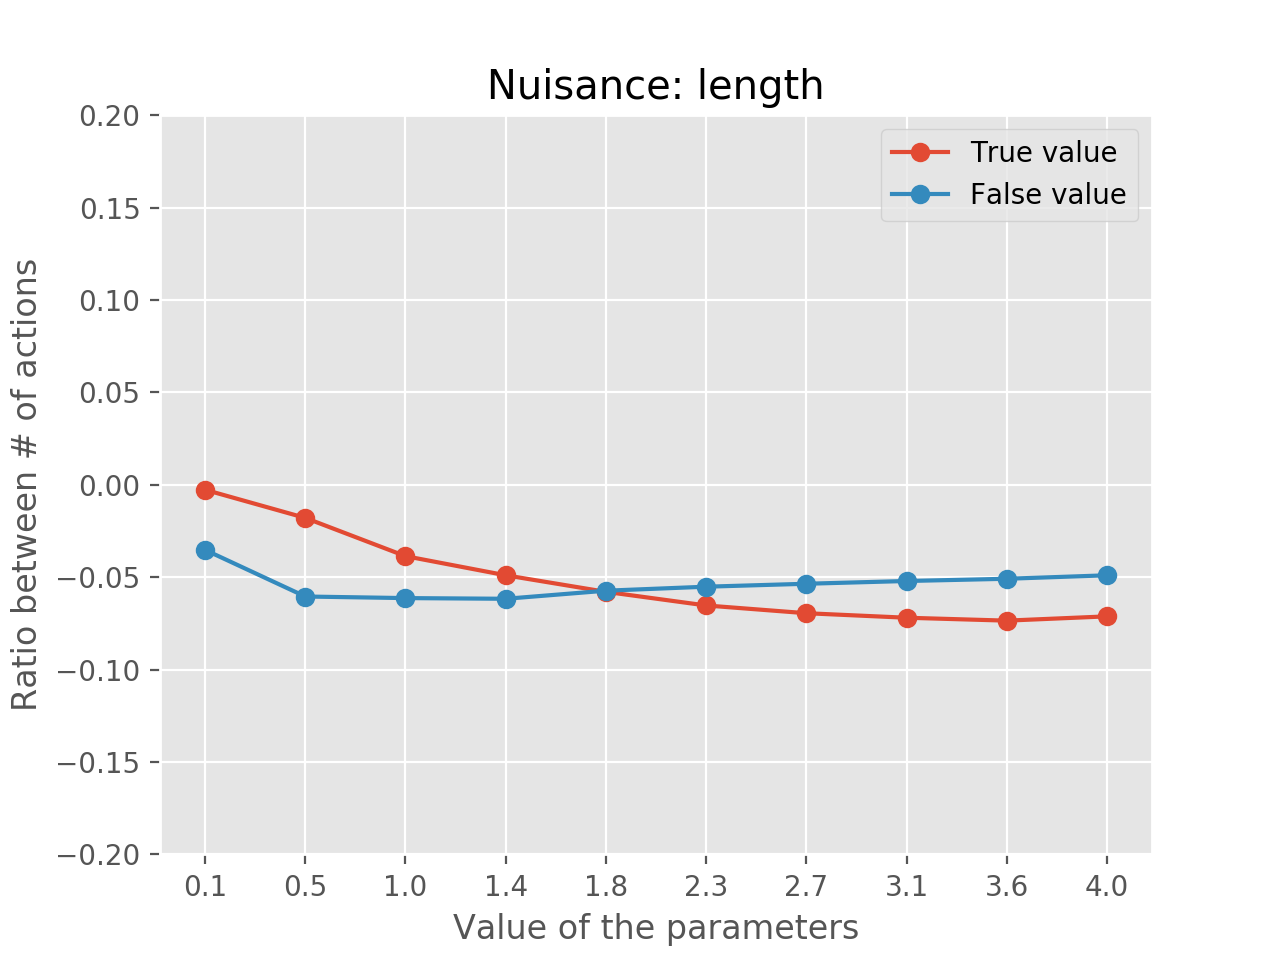 Nuisance: length
True value
False value
Ratio between # of actions
0.20
0.15
0.10
0.05
0.00
−0.05
−0.10
−0.15
−0.20
0.1 0.5 1.0 1.4 1.8 2.3 2.7 3.1 3.6 4.0
Value of the parameters